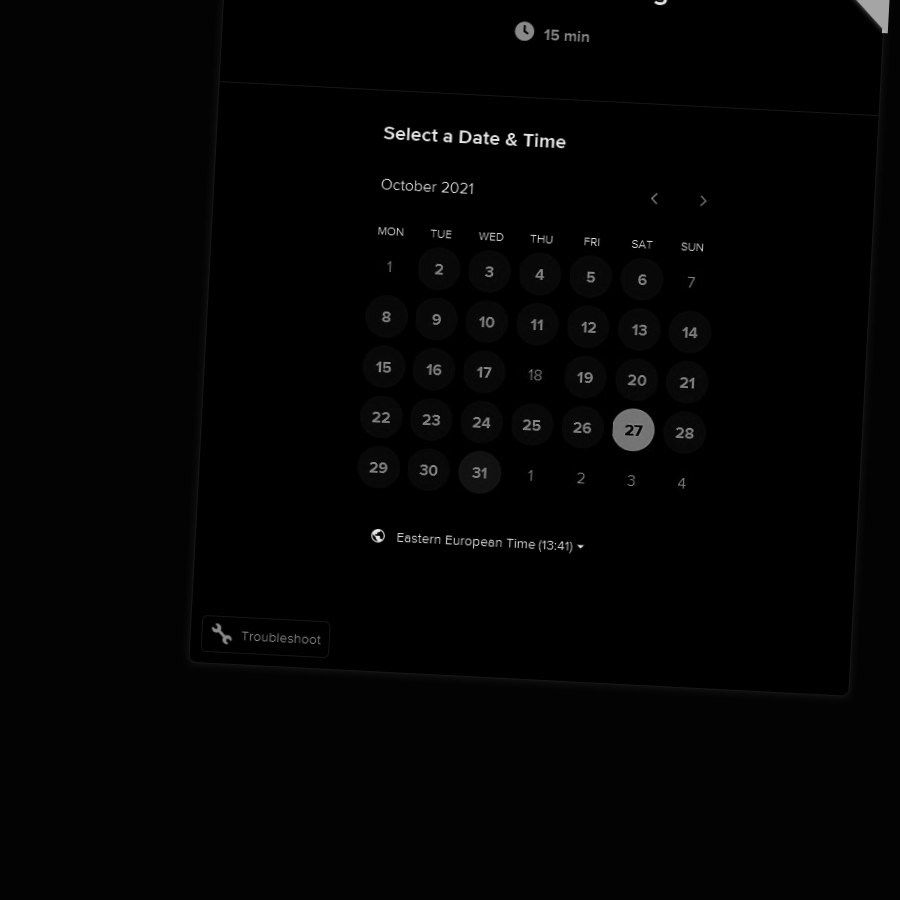 15 min
Select a Date & Time
October 2021
MON TUE WED THU FRI SAT SUN
1 2 3 4 5 6 7
8 9 10 11 12 13 14
15 16 17 18 19 20 21
22 23 24 25 26 27 28
29 30 31 1 2 3 4
Eastern European Time (13:41)
Troubleshoot